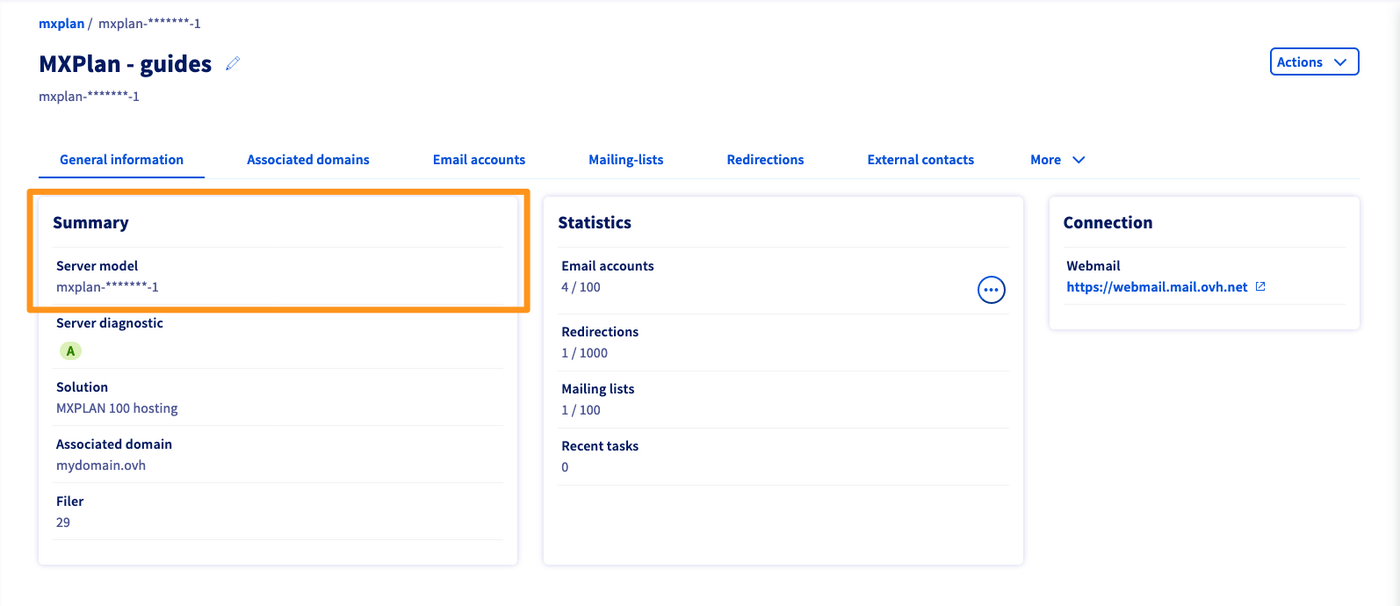 mxplan / mxplan-*******-1
MXPlan - guides
Actions
mxplan-*******-1
General information Associated domains Email accounts Mailing-lists Redirections External contacts More
Summary
Server model
mxplan-*******-1
Server diagnostic
A
Solution
MXPLAN 100 hosting
Associated domain
mydomain.ovh
Filer
29
Statistics
Email accounts
4 / 100
Redirections
1 / 1000
Mailing lists
1 / 100
Recent tasks
0
Connection
Webmail
https://webmail.mail.ovh.net